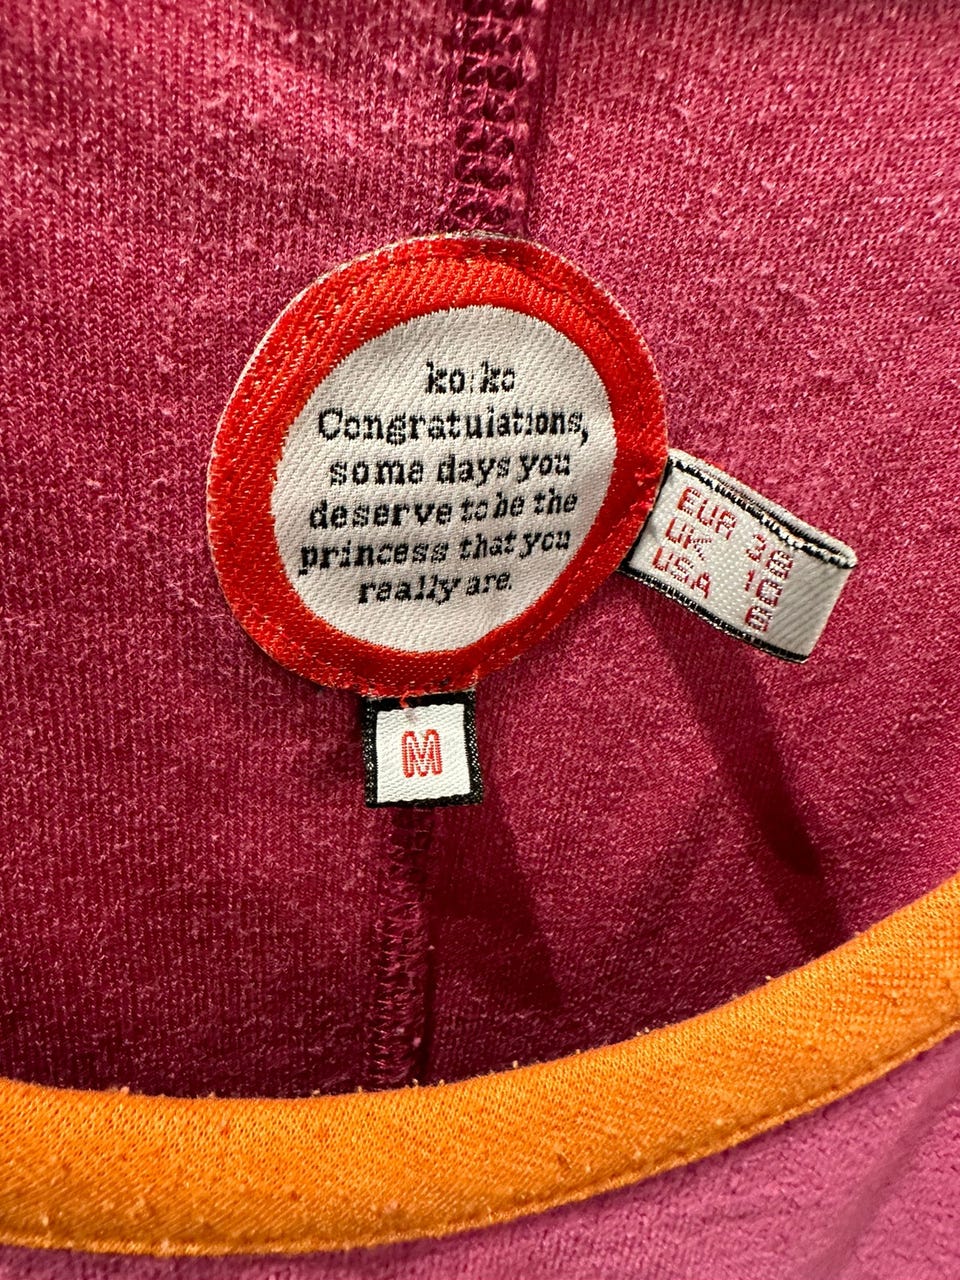 ko:ko
Congratulations,
some days you
deserve to be the
princess that you
really are.
EUR 38
UK 10
USA 8
M